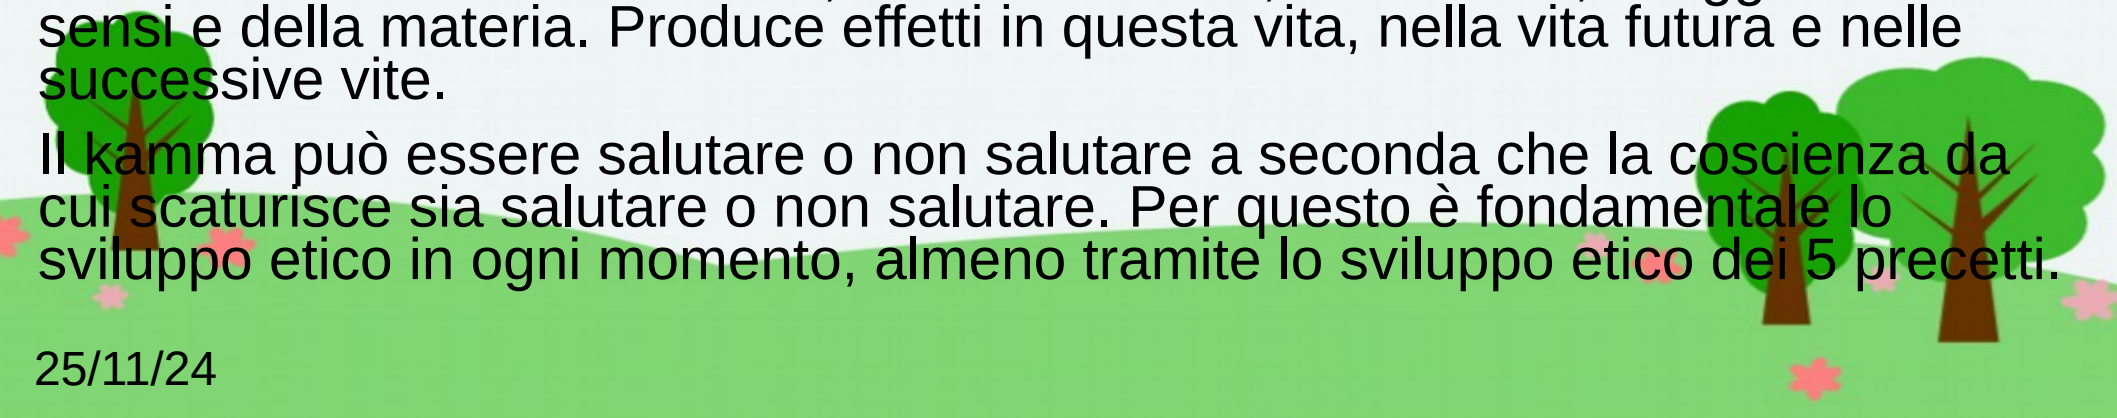 sensi e della materia. Produce effetti in questa vita, nella vita futura e nelle
successive vite.
Il kamma può essere salutare o non salutare a seconda che la coscienza da
cui scaturisce sia salutare o non salutare. Per questo è fondamentale lo
sviluppo etico in ogni momento, almeno tramite lo sviluppo etico dei 5 precetti.
25/11/24